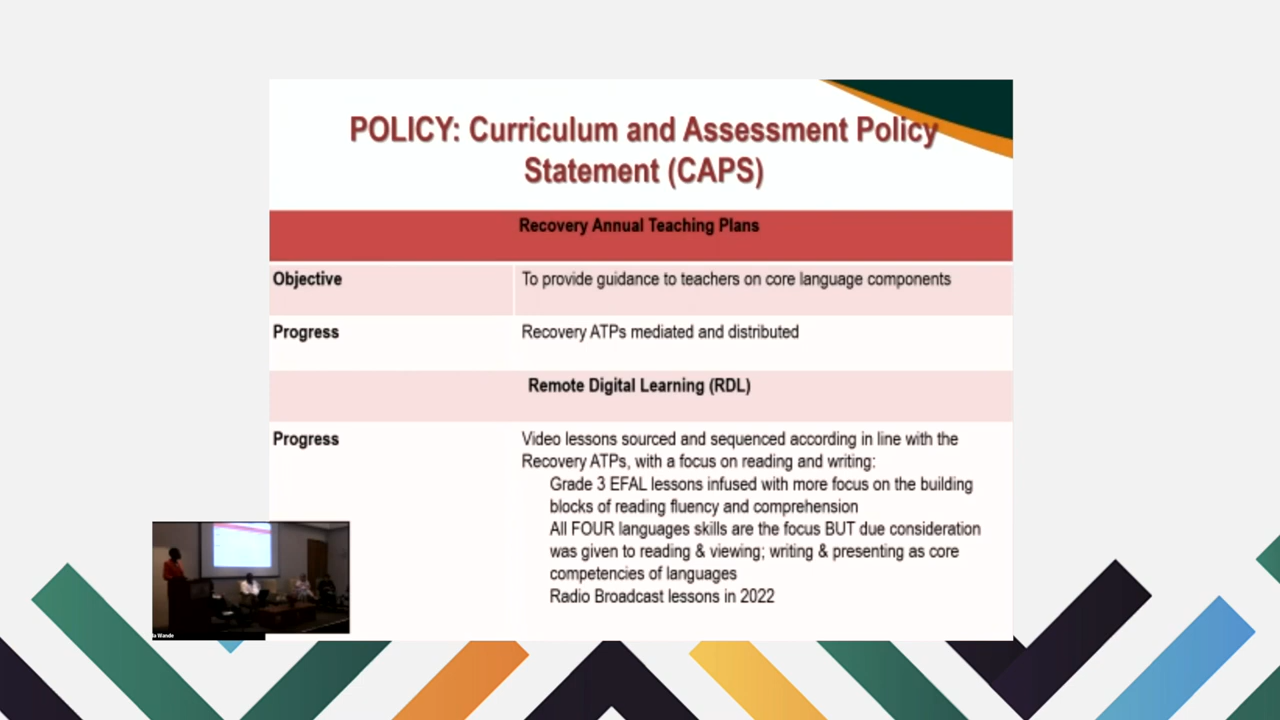 POLICY: Curriculum and Assessment Policy
Statement (CAPS)
Recovery Annual Teaching Plans
Objective
To provide guidance to teachers on core language components
Progress
Recovery ATPs mediated and distributed
Remote Digital Learning (RDL)
Progress
Video lessons sourced and sequenced according in line with the
Recovery ATPs, with a focus on reading and writing:
Grade 3 EFAL lessons infused with more focus on the building
blocks of reading fluency and comprehension
All FOUR languages skills are the focus BUT due consideration
was given to reading & viewing; writing & presenting as core
competencies of languages
Radio Broadcast lessons in 2022
Wande